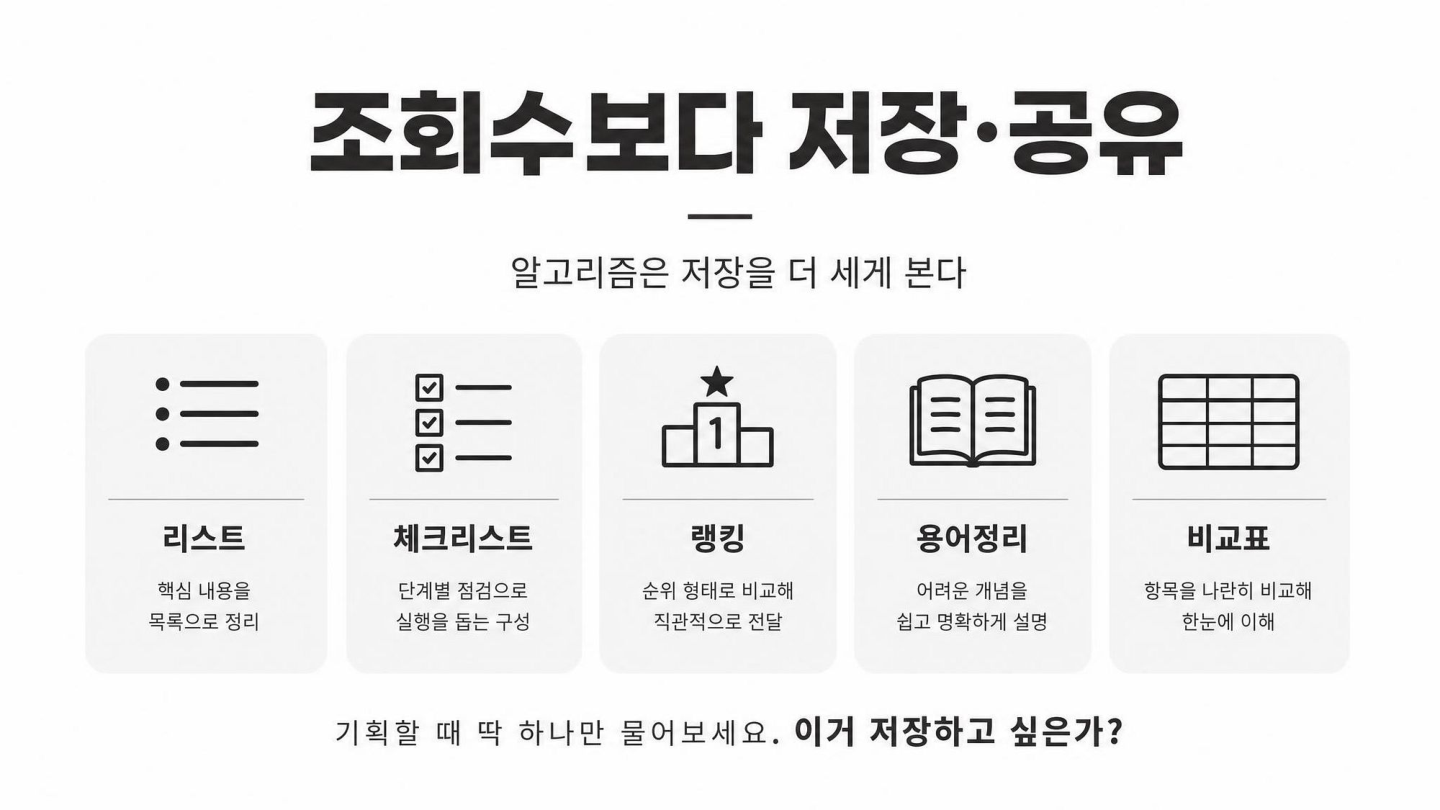 조회수보다 저장·공유
알고리즘은 저장을 더 세게 본다
1
리스트
핵심 내용을
목록으로 정리
체크리스트
단계별 점검으로
실행을 돕는 구성
랭킹
순위 형태로 비교해
직관적으로 전달
용어정리
어려운 개념을
쉽고 명확하게 설명
비교표
항목을 나란히 비교해
한눈에 이해
기획할 때 딱 하나만 물어보세요. 이거 저장하고 싶은가?